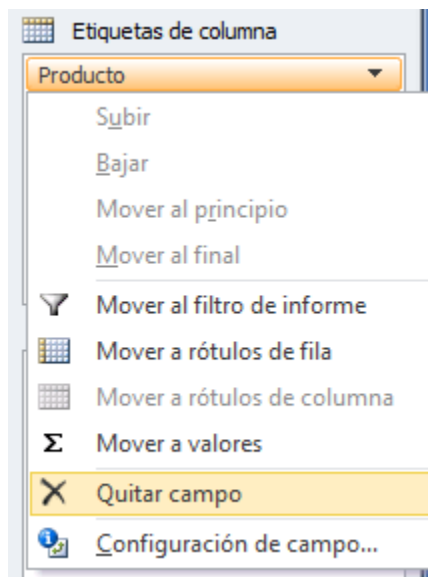 Etiquetas de columna
Producto
Subir
Bajar
Mover al principio
Mover al final
Mover al filtro de informe
Mover a rótulos de fila
Mover a rótulos de columna
Σ Mover a valores
Quitar campo
Configuración de campo...